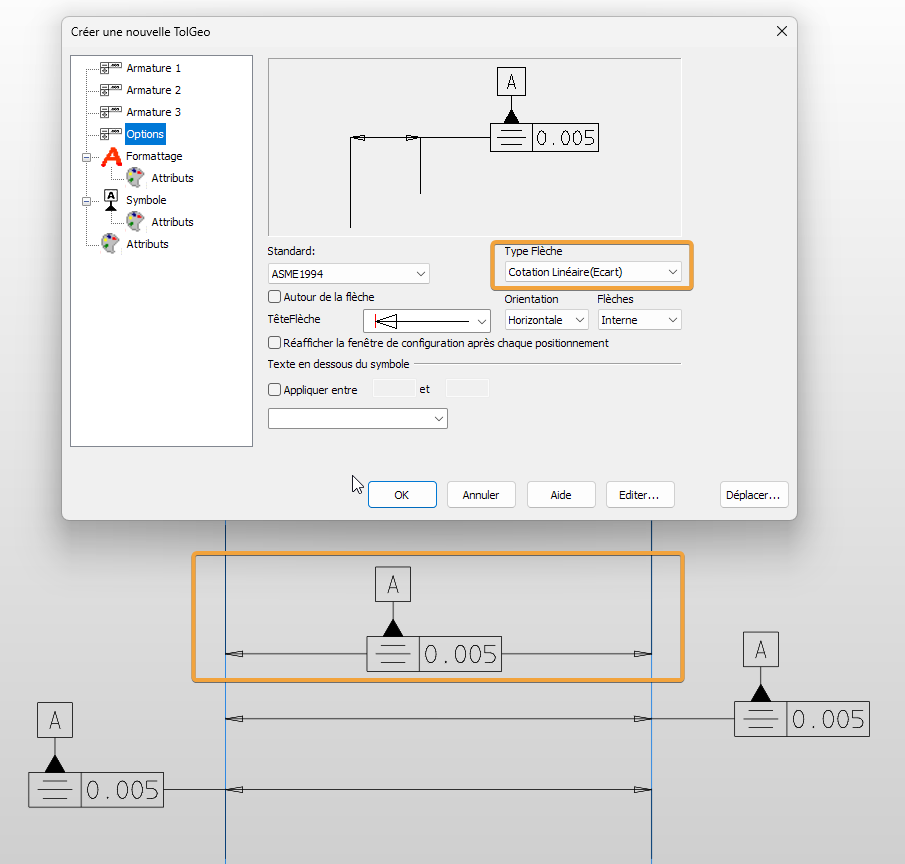 Créer une nouvelle TolGeo
Armature 1
Armature 2
Armature 3
Options
A Formattage
Attributs
A Symbole
Attributs
Attributs
A
0.005
Standard:
Type Flèche
ASME1994
Cotation Linéaire(Ecart)
Autour de la flèche
Orientation
Flèches
TêteFlèche
Horizontale
Interne
Réafficher la fenêtre de configuration après chaque positionnement
Texte en dessous du symbole
Appliquer entre
et
OK
Annuler
Aide
Editer...
Déplacer...
A
0.005
A
0.005
A
0.005